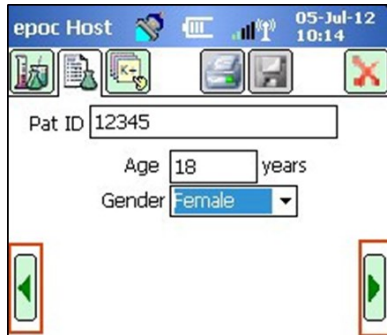 epoc Host 05-Jul-12
10:14
K+
Pat ID 12345
Age 18 years
Gender Female